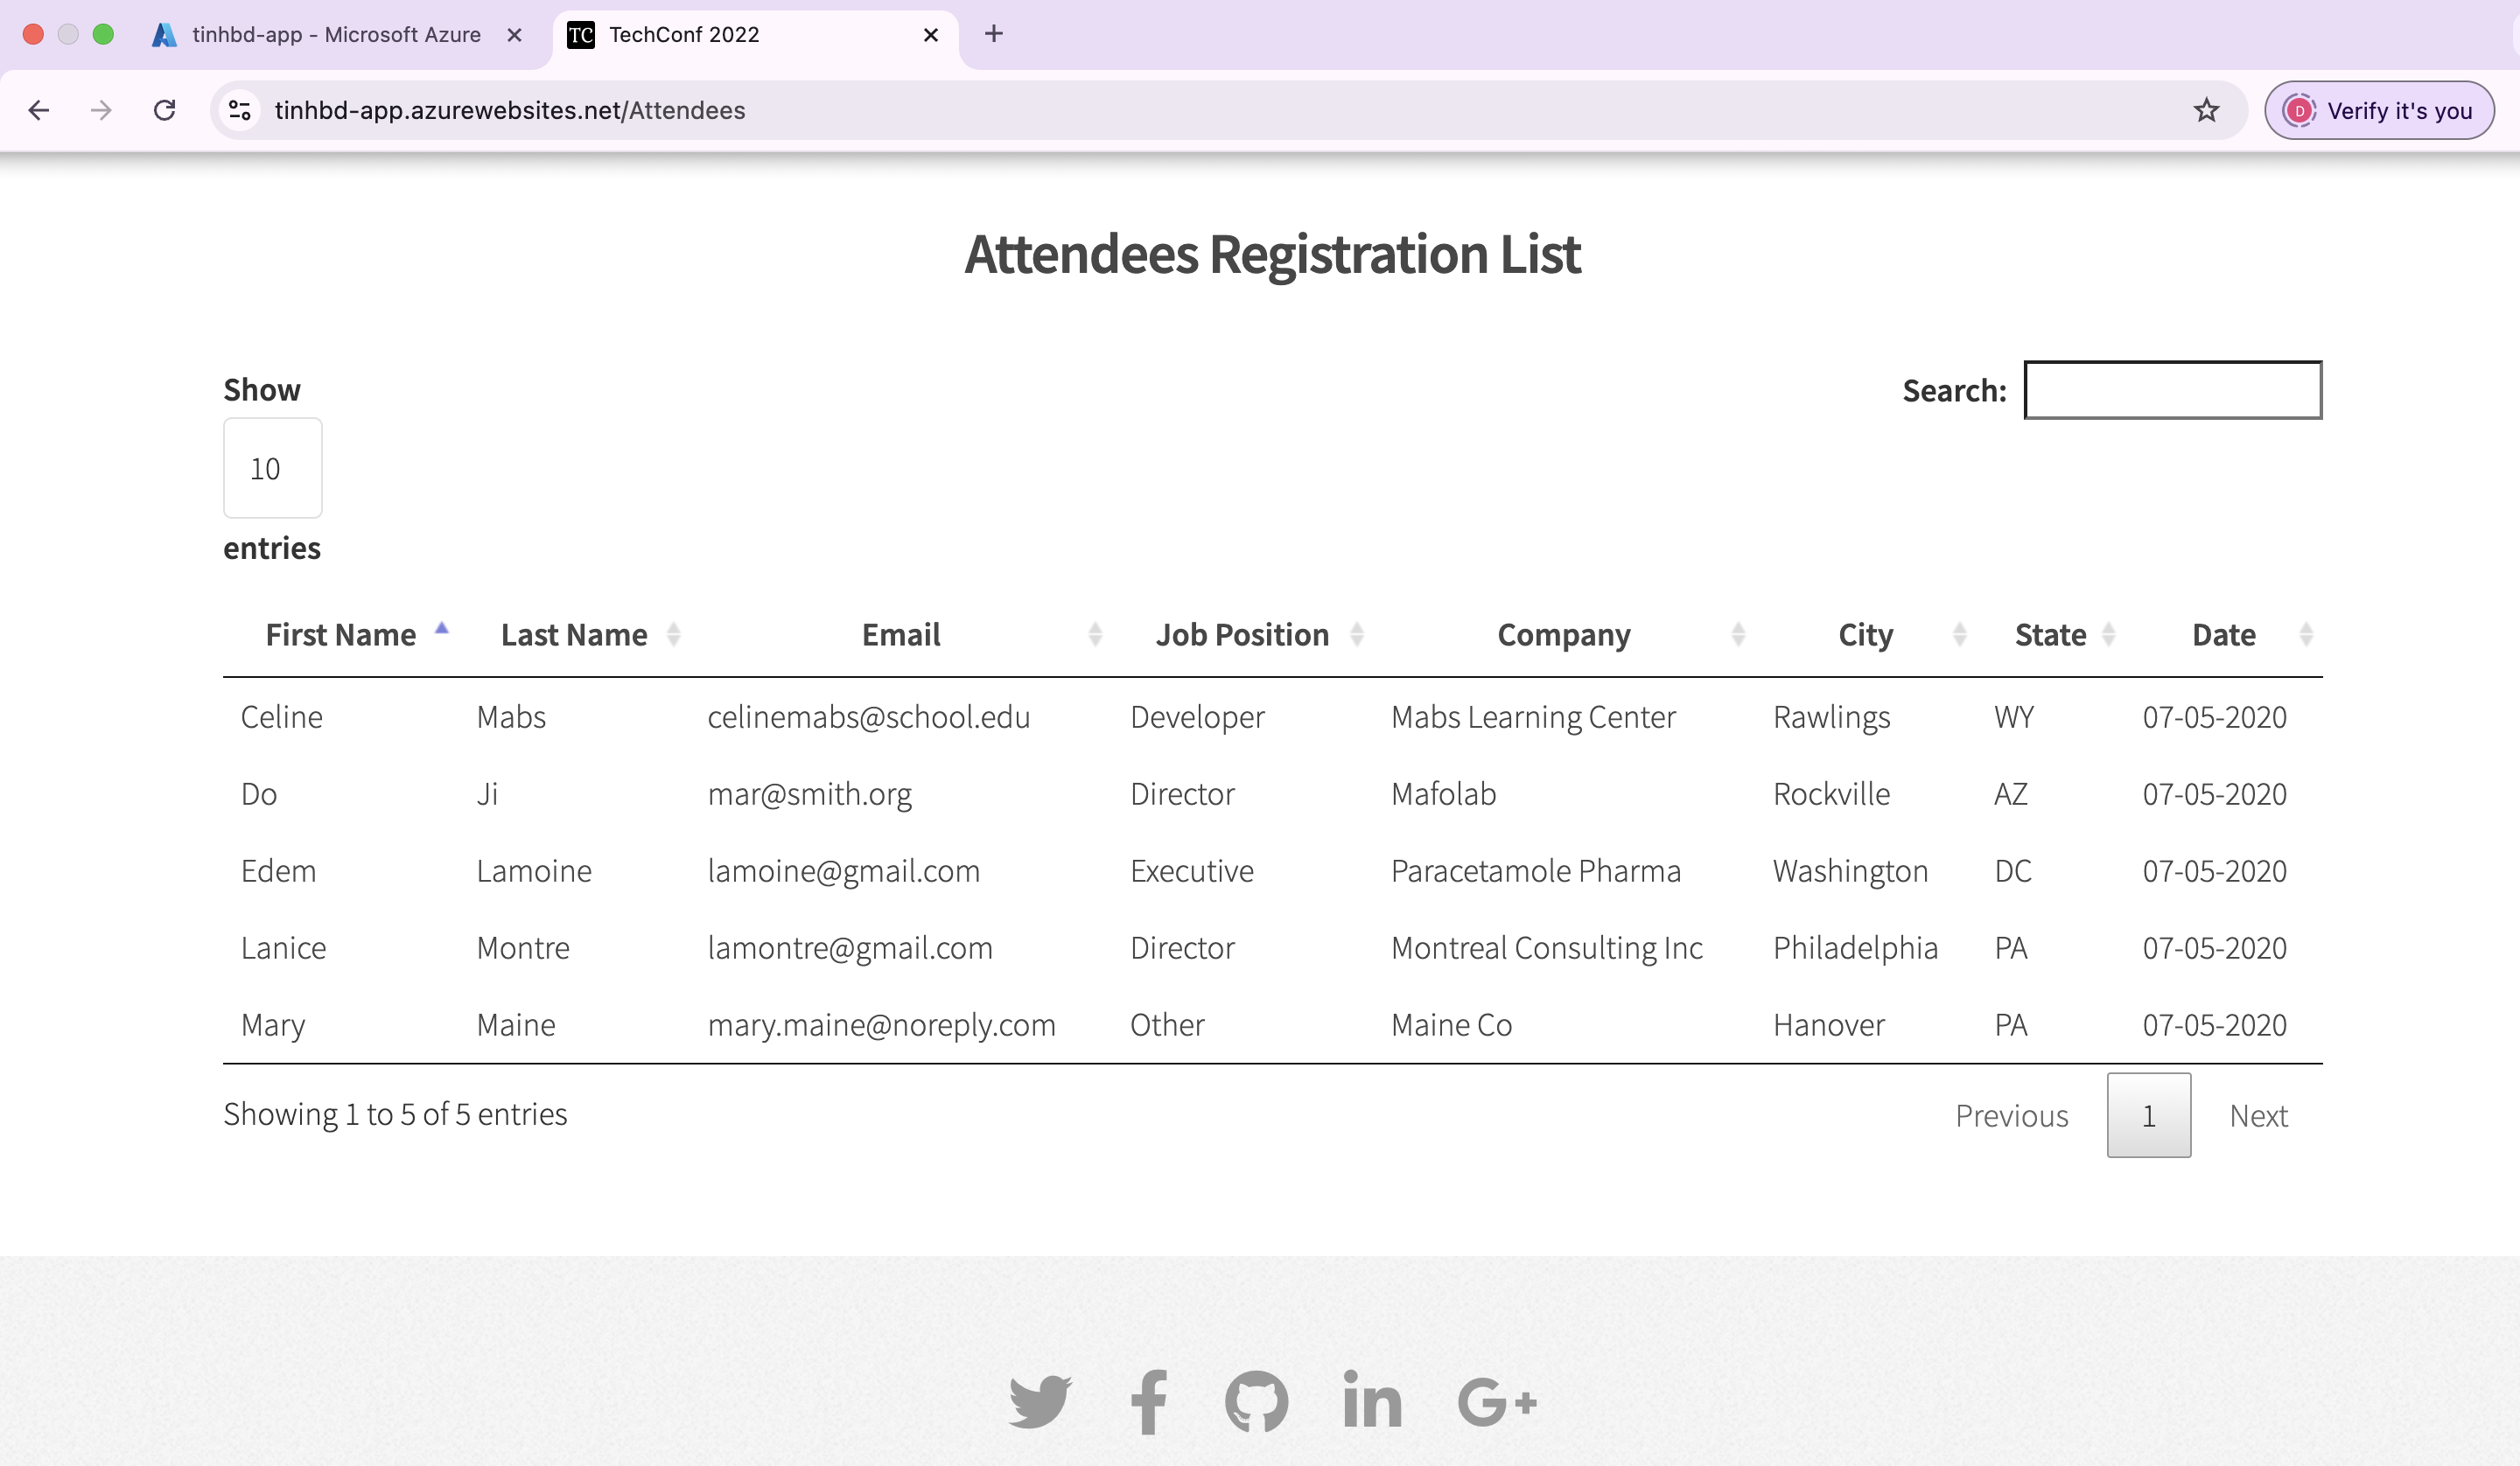 tinhbd-app - Microsoft Azure
TC TechConf 2022
tinhbd-app.azurewebsites.net/Attendees
D Verify it's you
Attendees Registration List
Show
10
entries
Search:
First Name Last Name Email Job Position Company City State Date
Celine Mabs celinemabs@school.edu Developer Mabs Learning Center Rawlings WY 07-05-2020
Do Ji mar@smith.org Director Mafolab Rockville AZ 07-05-2020
Edem Lamoine lamoine@gmail.com Executive Paracetamole Pharma Washington DC 07-05-2020
Lanice Montre lamontre@gmail.com Director Montreal Consulting Inc Philadelphia PA 07-05-2020
Mary Maine mary.maine@noreply.com Other Maine Co Hanover PA 07-05-2020
Showing 1 to 5 of 5 entries
Previous 1 Next
in G+